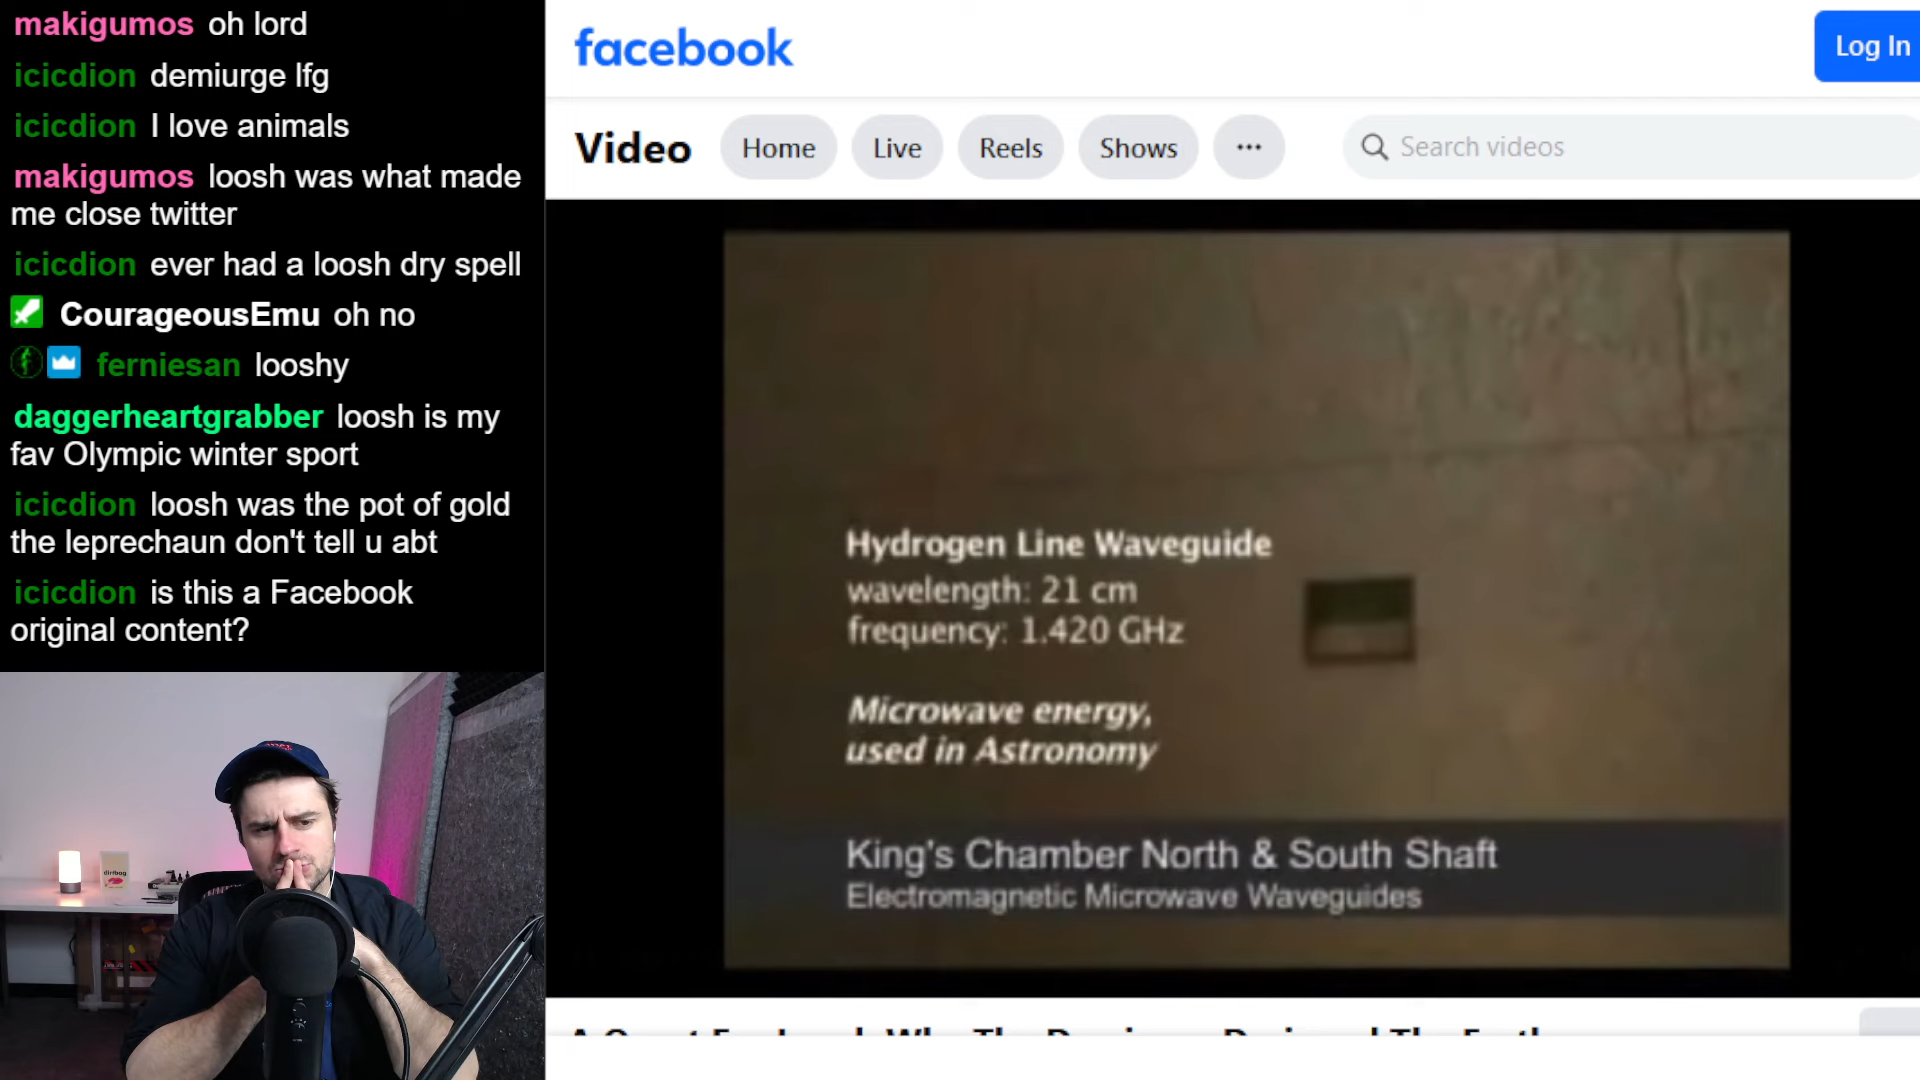 makigumos oh lord
icicdion demiurge lfg
icicdion I love animals
makigumos loosh was what made
me close twitter
icicdion ever had a loosh dry spell
CourageousEmu oh no
ferniesan looshy
daggerheartgrabber loosh is my
fav Olympic winter sport
icicdion loosh was the pot of gold
the leprechaun don't tell u abt
icicdion is this a Facebook
original content?
facebook
Log In
Video
Home
Live
Reels
Shows
Search videos
Hydrogen Line Waveguide
wavelength: 21 cm
frequency: 1.420 GHz
Microwave energy,
used in Astronomy
King's Chamber North & South Shaft
Electromagnetic Microwave Waveguides
dirtbag